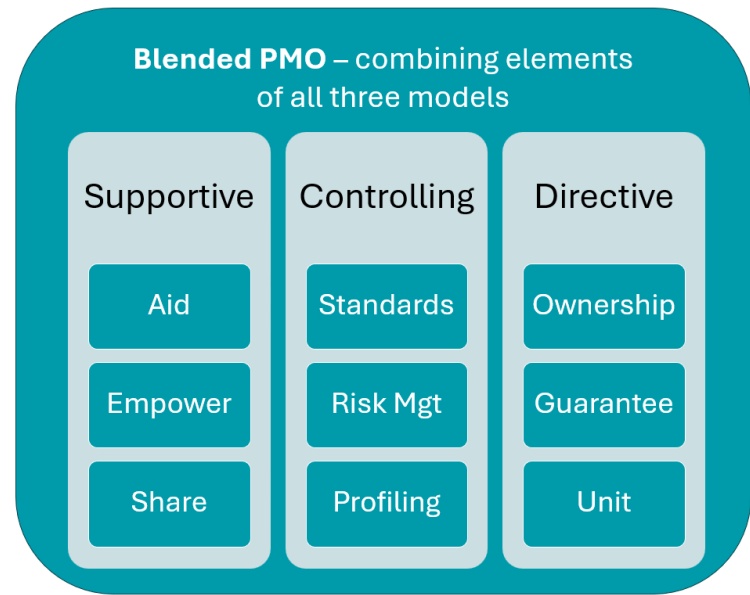 Blended PMO – combining elements
of all three models
Supportive
Aid
Empower
Share
Controlling
Standards
Risk Mgt
Profiling
Directive
Ownership
Guarantee
Unit